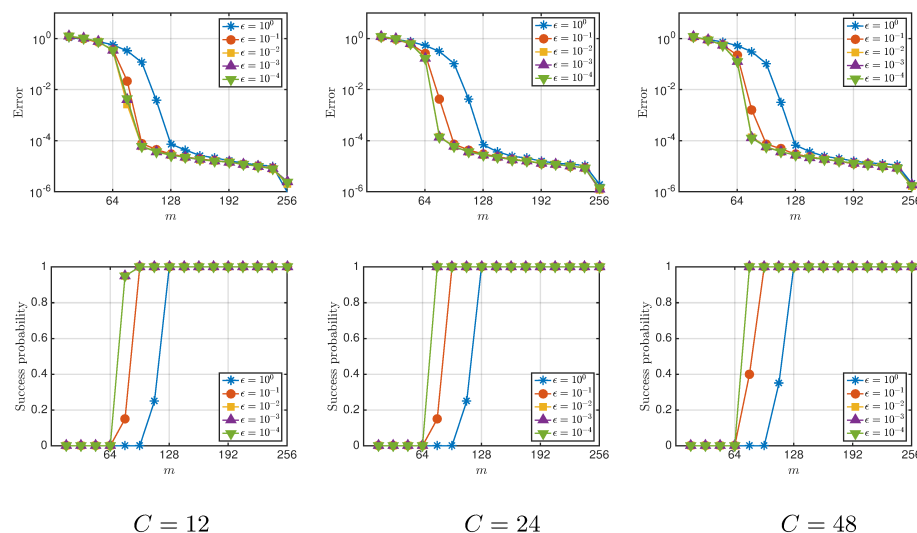 10^0
10^{-2}
10^{-4}
10^{-6}
Error
64 128 192 256
m
ϵ = 10^0
ϵ = 10^{-1}
ϵ = 10^{-2}
ϵ = 10^{-3}
ϵ = 10^{-4}
10^0
10^{-2}
10^{-4}
10^{-6}
Error
64 128 192 256
m
ϵ = 10^0
ϵ = 10^{-1}
ϵ = 10^{-2}
ϵ = 10^{-3}
ϵ = 10^{-4}
10^0
10^{-2}
10^{-4}
10^{-6}
Error
64 128 192 256
m
ϵ = 10^0
ϵ = 10^{-1}
ϵ = 10^{-2}
ϵ = 10^{-3}
ϵ = 10^{-4}
1
0.8
0.6
0.4
0.2
0
Success probability
64 128 192 256
m
ϵ = 10^0
ϵ = 10^{-1}
ϵ = 10^{-2}
ϵ = 10^{-3}
ϵ = 10^{-4}
1
0.8
0.6
0.4
0.2
0
Success probability
64 128 192 256
m
ϵ = 10^0
ϵ = 10^{-1}
ϵ = 10^{-2}
ϵ = 10^{-3}
ϵ = 10^{-4}
1
0.8
0.6
0.4
0.2
0
Success probability
64 128 192 256
m
ϵ = 10^0
ϵ = 10^{-1}
ϵ = 10^{-2}
ϵ = 10^{-3}
ϵ = 10^{-4}
C = 12
C = 24
C = 48